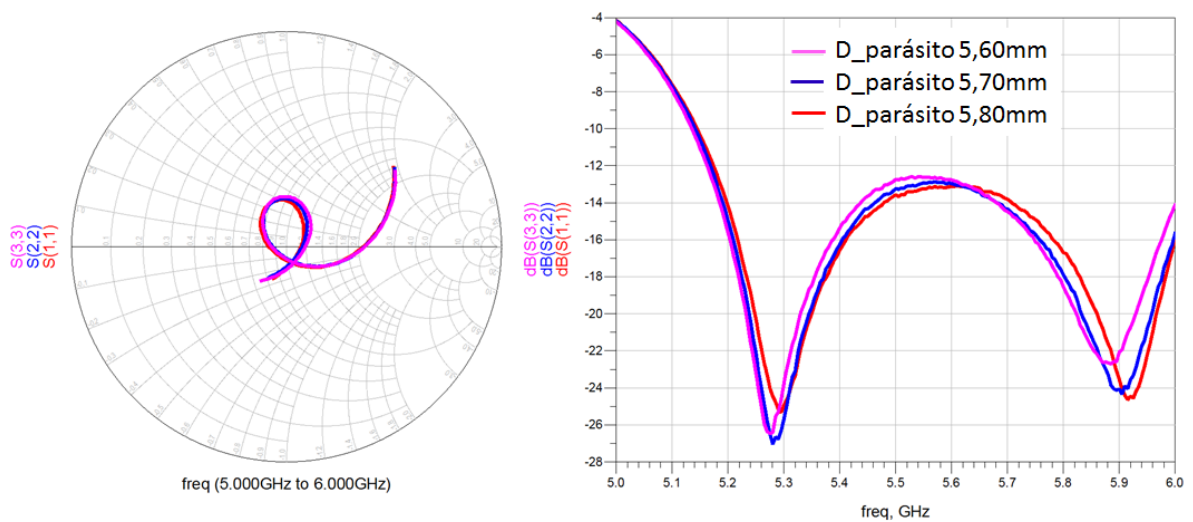 S(3,3)
S(2,2)
S(1,1)
freq (5.000GHz to 6.000GHz)
dB(S(3,3))
dB(S(2,2))
dB(S(1,1))
-4
-6
-8
-10
-12
-14
-16
-18
-20
-22
-24
-26
-28
D_parásito 5,60mm
D_parásito 5,70mm
D_parásito 5,80mm
5.0 5.1 5.2 5.3 5.4 5.5 5.6 5.7 5.8 5.9 6.0
freq, GHz